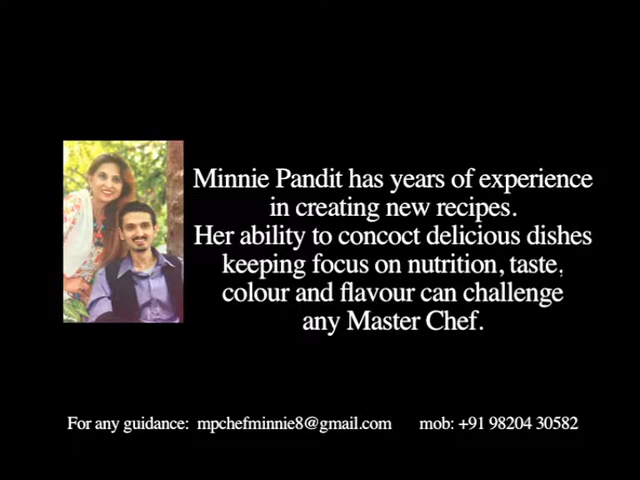 Minnie Pandit has years of experience
in creating new recipes.
Her ability to concoct delicious dishes
keeping focus on nutrition, taste,
colour and flavour can challenge
any Master Chef.
For any guidance: mpchefminnie8@gmail.com mob: +91 98204 30582